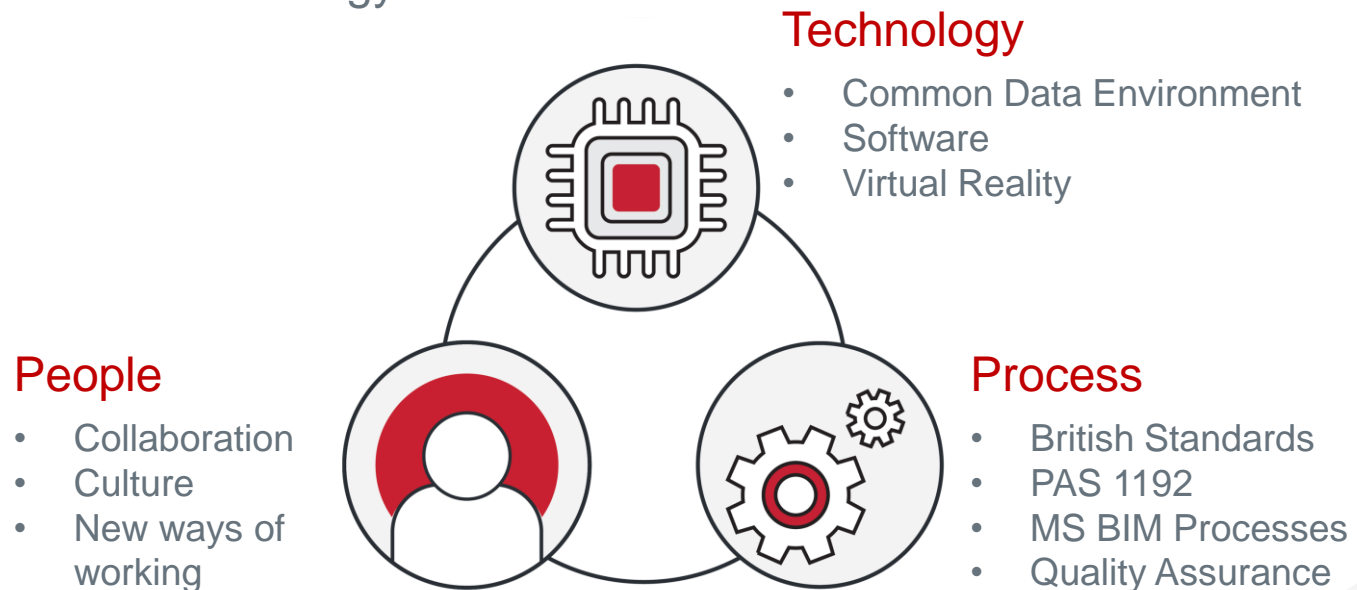 Technology
• Common Data Environment
• Software
• Virtual Reality
People
• Collaboration
• Culture
• New ways of
working
Process
• British Standards
• PAS 1192
• MS BIM Processes
• Quality Assurance